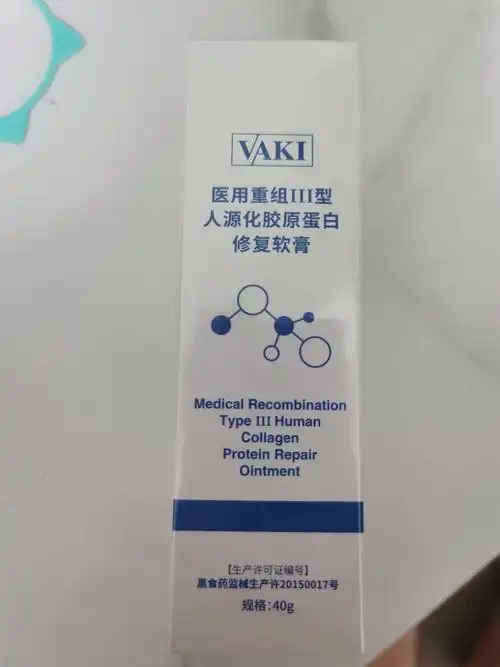 VAKI
医用重组III型
人源化胶原蛋白
修复软膏
Medical Recombination
Type III Human
Collagen
Protein Repair
Ointment
【生产许可证编号】
黑食药监械生产许20150017号
规格:40g